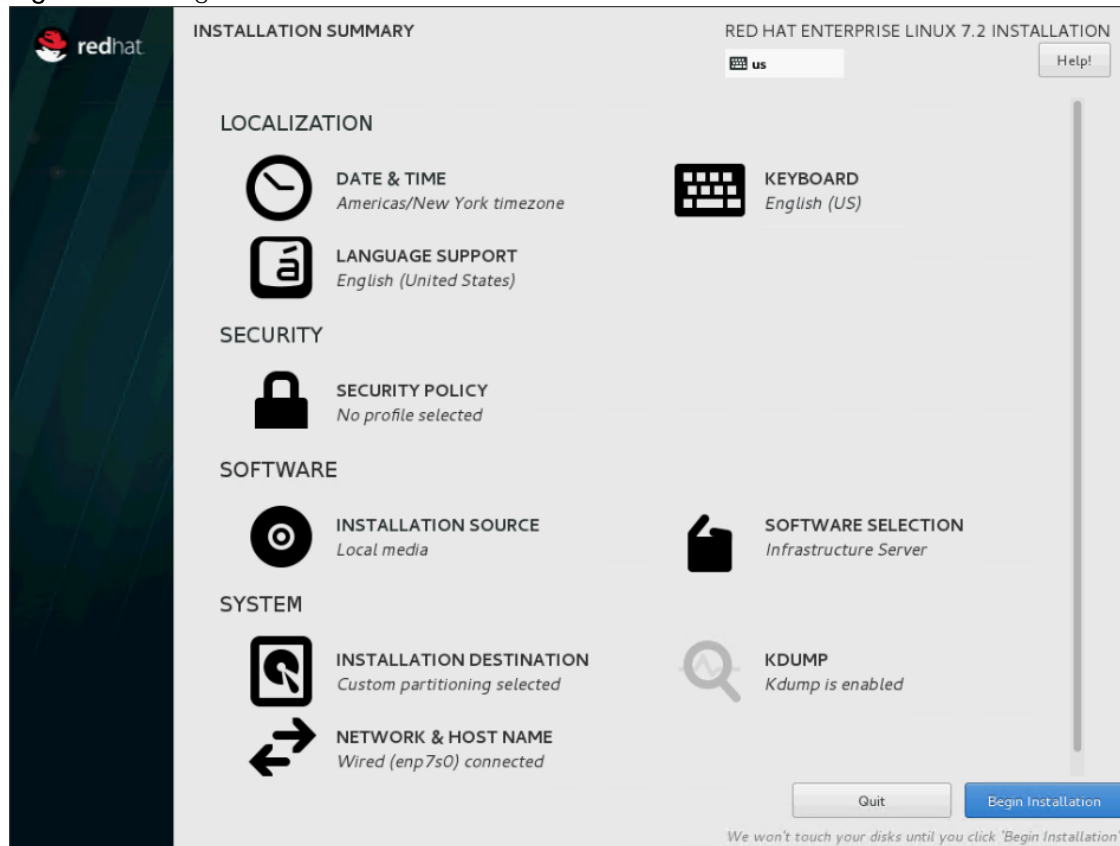 redhat.
INSTALLATION SUMMARY
RED HAT ENTERPRISE LINUX 7.2 INSTALLATION
us
Help!
LOCALIZATION
DATE & TIME
Americas/New York timezone
KEYBOARD
English (US)
LANGUAGE SUPPORT
English (United States)
SECURITY
SECURITY POLICY
No profile selected
SOFTWARE
INSTALLATION SOURCE
Local media
SOFTWARE SELECTION
Infrastructure Server
SYSTEM
INSTALLATION DESTINATION
Custom partitioning selected
KDUMP
Kdump is enabled
NETWORK & HOST NAME
Wired (enp7s0) connected
Quit
Begin Installation
We won't touch your disks until you click 'Begin Installation'